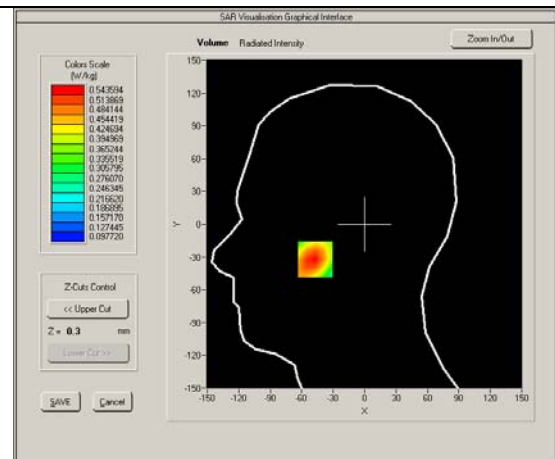 SAR Visualisation Graphical Interface
Volume Radiated Intensity
Zoom In/Out
Colors Scale
(W/kg)
0.543594
0.513869
0.484144
0.454419
0.424694
0.394969
0.365244
0.335519
0.305795
0.276070
0.246345
0.216620
0.186895
0.157170
0.127445
0.097720
Z-Cuts Control
<< Upper Cut
Z = 0.3 mm
Lower Cut >>
SAVE Cancel
150
90
60
30
0
-30
-60
-90
-120
-150
Y
-150 -120 -90 -60 -30 0 30 60 90 120 150
X